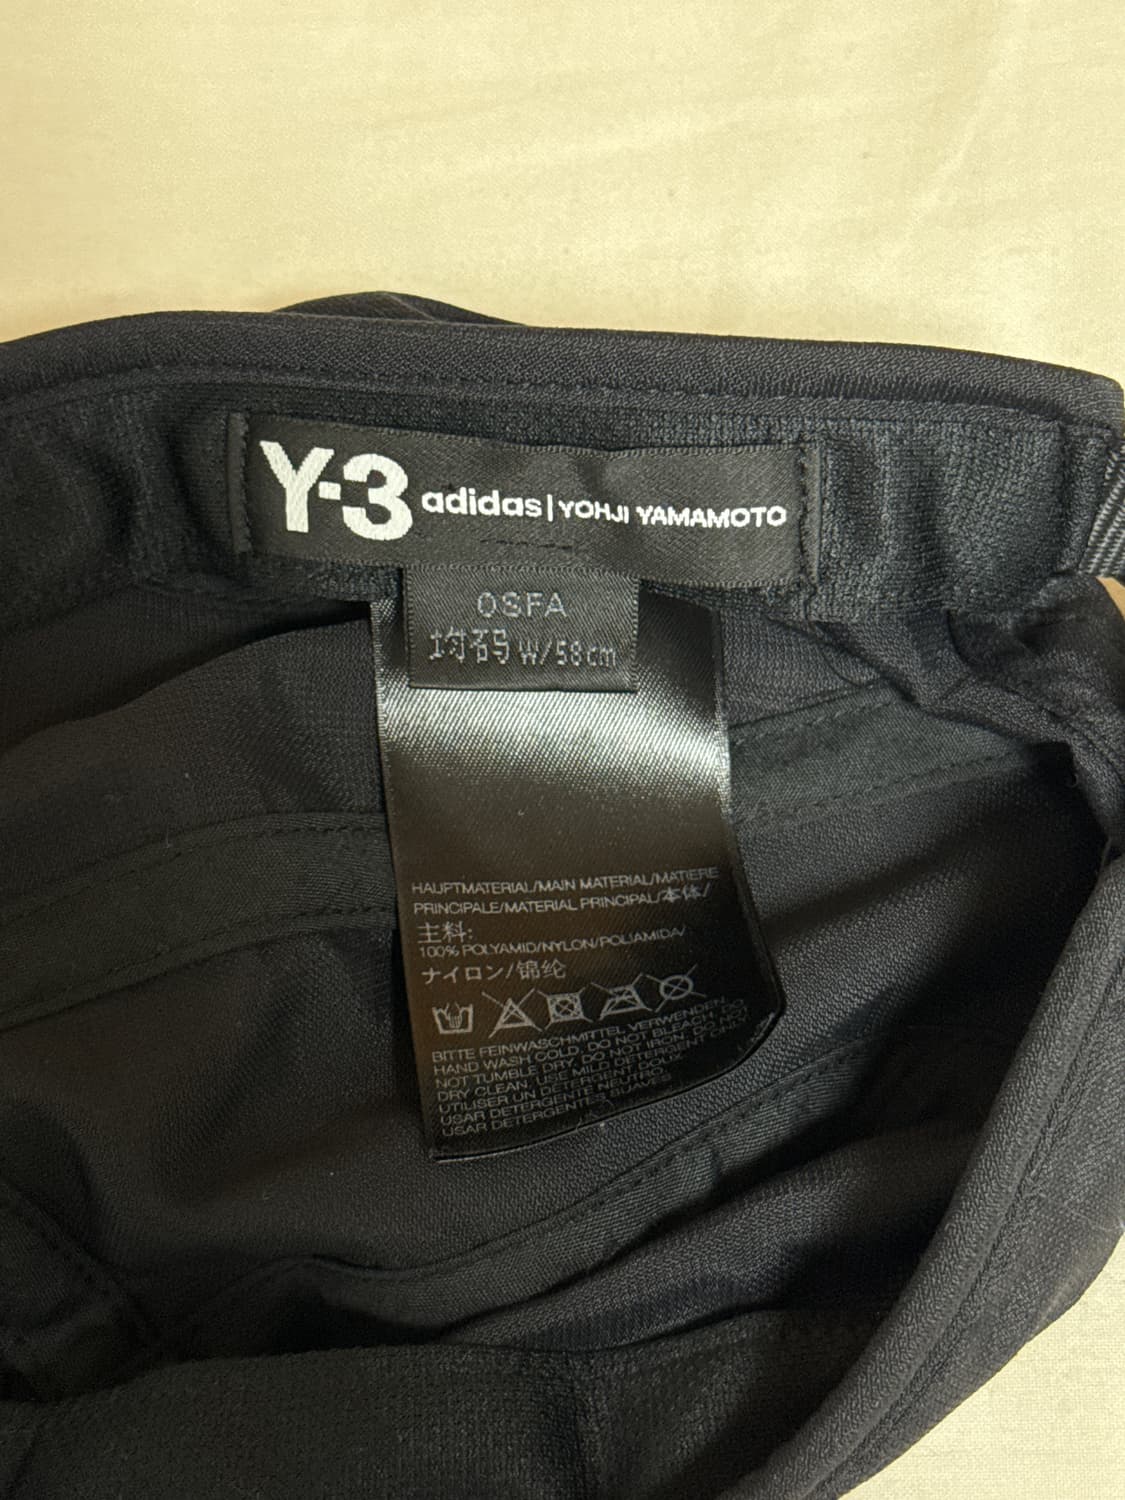 Y-3 adidas | YOHJI YAMAMOTO
OSFA
均码 W/58cm
HAUPTMATERIAL/MAIN MATERIAL/MATIERE
PRINCIPALE/MATERIAL PRINCIPAL/本体/
主料:
100% POLYAMID/NYLON/POLIAMIDA/
ナイロン/锦纶
BITTE FEINWASCHMITTEL VERWENDEN.
HAND WASH COLD, DO NOT BLEACH, DO
NOT TUMBLE DRY, DO NOT IRON, DO NOT
DRY CLEAN, USE MILD DETERGENT ONLY
UTILISER UN DETERGENT DOUX.
USAR DETERGENTE NEUTRO.
USAR DETERGENTES SUAVES.